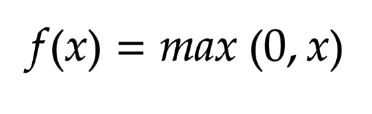 f(x) = max (0, x)